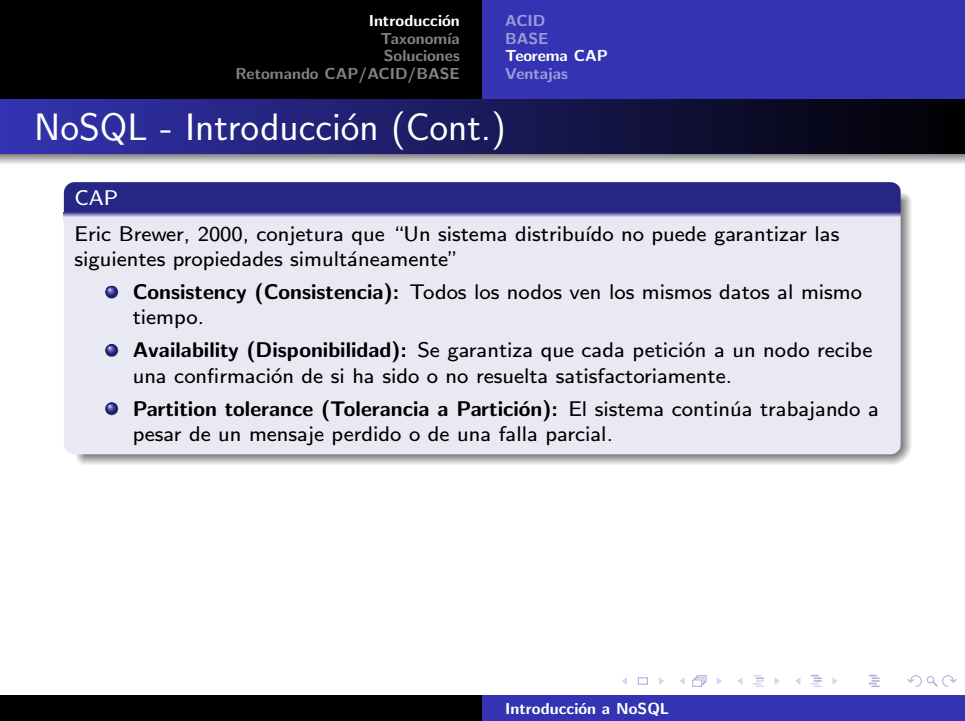 Introducción
Taxonomía
Soluciones
Retomando CAP/ACID/BASE
ACID
BASE
Teorema CAP
Ventajas
NoSQL - Introducción (Cont.)
CAP
Eric Brewer, 2000, conjetura que “Un sistema distribuído no puede garantizar las
siguientes propiedades simultáneamente”
Consistency (Consistencia): Todos los nodos ven los mismos datos al mismo
tiempo.
Availability (Disponibilidad): Se garantiza que cada petición a un nodo recibe
una confirmación de si ha sido o no resuelta satisfactoriamente.
Partition tolerance (Tolerancia a Partición): El sistema continúa trabajando a
pesar de un mensaje perdido o de una falla parcial.
Introducción a NoSQL